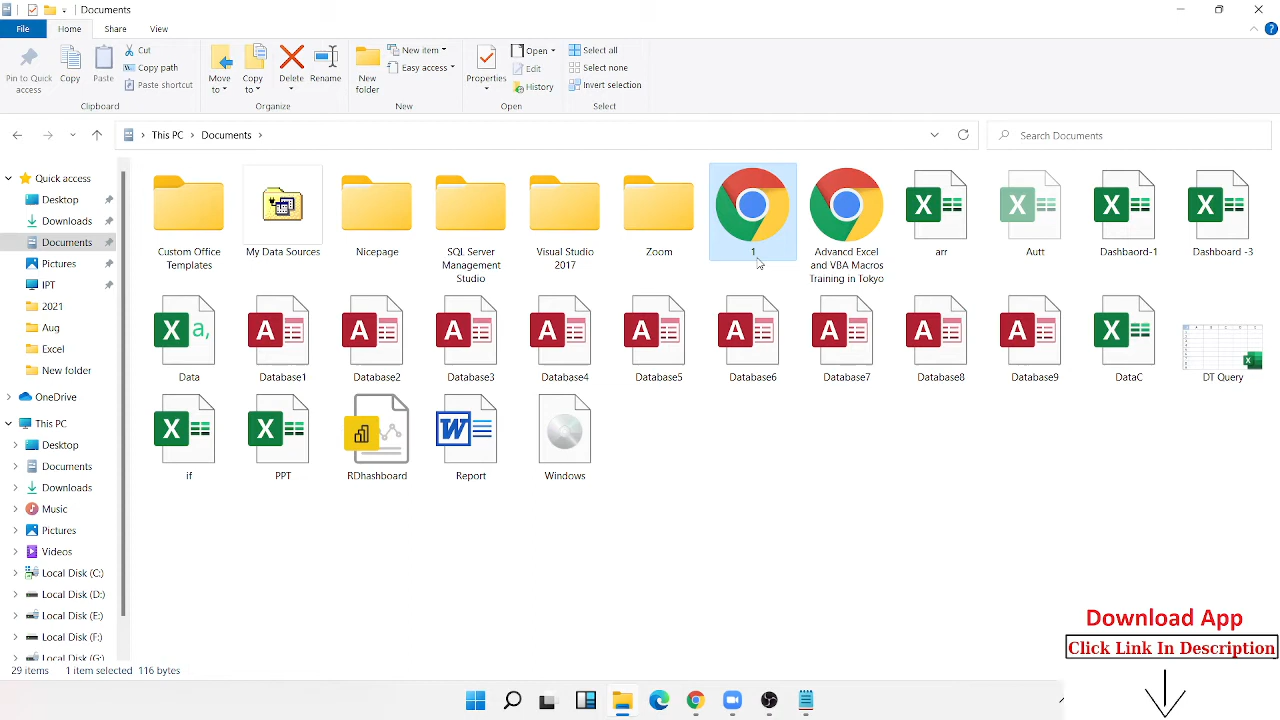 Documents
File
Home
Share
View
Pin to Quick
access
Copy
Paste
Cut
Copy path
Paste shortcut
Clipboard
Move
to
Copy
to
Delete
Rename
Organize
New
folder
New item
Easy access
New
Properties
Open
Edit
History
Open
Select all
Select none
Invert selection
Select
This PC
Documents
Search Documents
Quick access
Desktop
Downloads
Documents
Pictures
IPT
2021
Aug
Excel
New folder
OneDrive
This PC
Desktop
Documents
Downloads
Music
Pictures
Videos
Local Disk (C:)
Local Disk (D:)
Local Disk (E:)
Local Disk (F:)
Local Disk (G:)
Custom Office
Templates
My Data Sources
Nicepage
SQL Server
Management
Studio
Visual Studio
2017
Zoom
1
Advancd Excel
and VBA Macros
Training in Tokyo
arr
Autt
Dashbaord-1
Dashboard -3
Data
Database1
Database2
Database3
Database4
Database5
Database6
Database7
Database8
Database9
DataC
DT Query
if
PPT
RDhashboard
Report
Windows
Download App
Click Link In Description
29 items
1 item selected
116 bytes